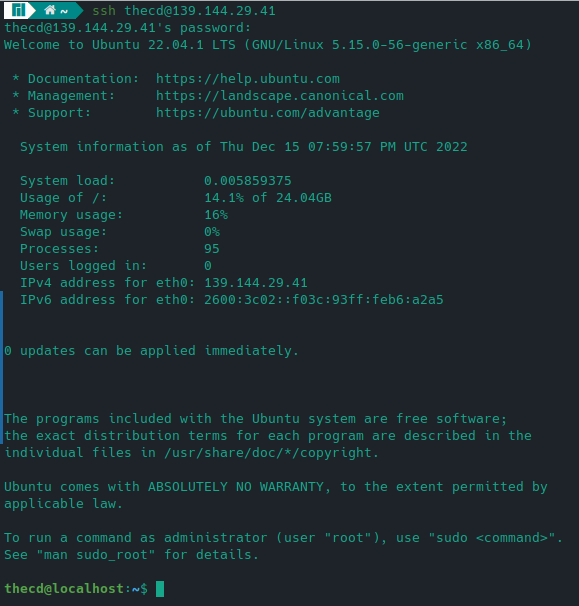 ~ ssh thecd@139.144.29.41
thecd@139.144.29.41's password:
Welcome to Ubuntu 22.04.1 LTS (GNU/Linux 5.15.0-56-generic x86_64)
* Documentation:  https://help.ubuntu.com
* Management:     https://landscape.canonical.com
* Support:        https://ubuntu.com/advantage
System information as of Thu Dec 15 07:59:57 PM UTC 2022
System load:           0.005859375
Usage of /:            14.1% of 24.04GB
Memory usage:          16%
Swap usage:            0%
Processes:             95
Users logged in:       0
IPv4 address for eth0: 139.144.29.41
IPv6 address for eth0: 2600:3c02::f03c:93ff:feb6:a2a5
0 updates can be applied immediately.
The programs included with the Ubuntu system are free software;
the exact distribution terms for each program are described in the
individual files in /usr/share/doc/*/copyright.
Ubuntu comes with ABSOLUTELY NO WARRANTY, to the extent permitted by
applicable law.
To run a command as administrator (user "root"), use "sudo <command>".
See "man sudo_root" for details.
thecd@localhost:~$